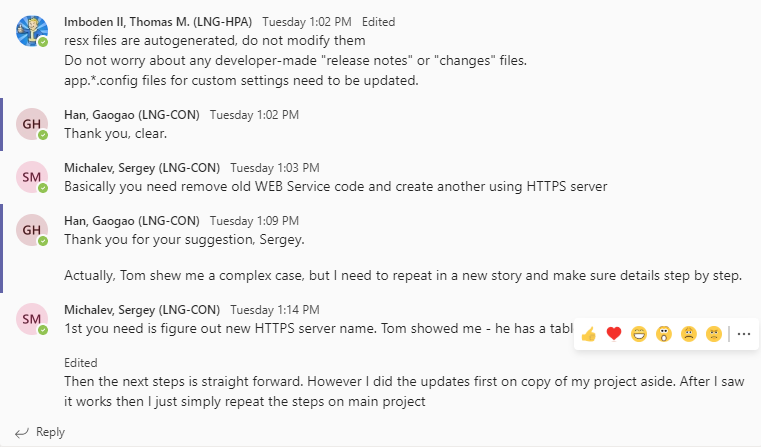 Imboden II, Thomas M. (LNG-HPA) Tuesday 1:02 PM Edited
resx files are autogenerated, do not modify them
Do not worry about any developer-made "release notes" or "changes" files.
app.*.config files for custom settings need to be updated.
GH
Han, Gaogao (LNG-CON) Tuesday 1:02 PM
Thank you, clear.
SM
Michalev, Sergey (LNG-CON) Tuesday 1:03 PM
Basically you need remove old WEB Service code and create another using HTTPS server
GH
Han, Gaogao (LNG-CON) Tuesday 1:09 PM
Thank you for your suggestion, Sergey.
Actually, Tom shew me a complex case, but I need to repeat in a new story and make sure details step by step.
SM
Michalev, Sergey (LNG-CON) Tuesday 1:14 PM
1st you need is figure out new HTTPS server name. Tom showed me - he has a tabl
Edited
Then the next steps is straight forward. However I did the updates first on copy of my project aside. After I saw
it works then I just simply repeat the steps on main project
Reply